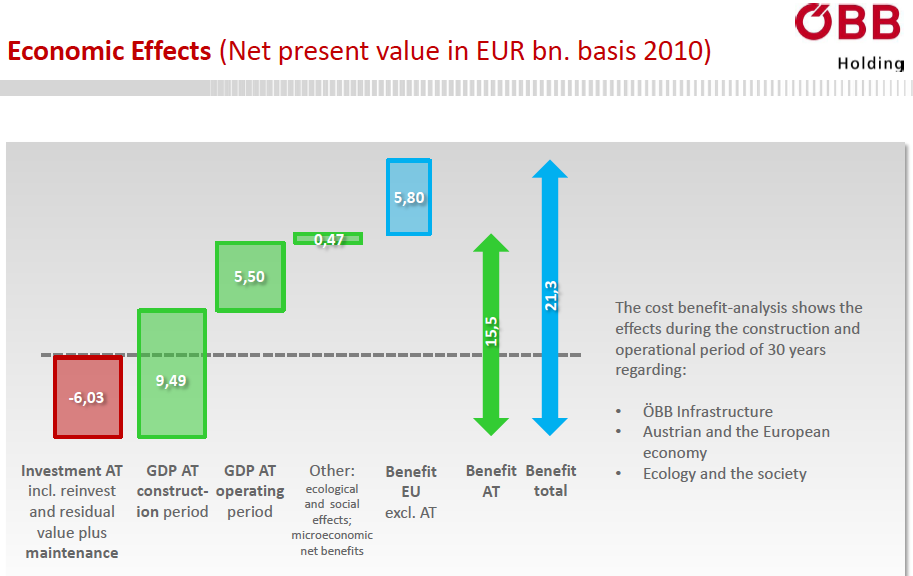 Economic Effects (Net present value in EUR bn. basis 2010)
ÖBB
Holding
5,80
0,47
5,50
9,49
-6,03
15,5
21,3
The cost benefit-analysis shows the
effects during the construction and
operational period of 30 years
regarding:
• ÖBB Infrastructure
• Austrian and the European
economy
• Ecology and the society
Investment AT
incl. reinvest
and residual
value plus
maintenance
GDP AT
construct-
ion period
GDP AT
operating
period
Other:
ecological
and social
effects;
microeconomic
net benefits
Benefit
EU
excl. AT
Benefit
AT
Benefit
total